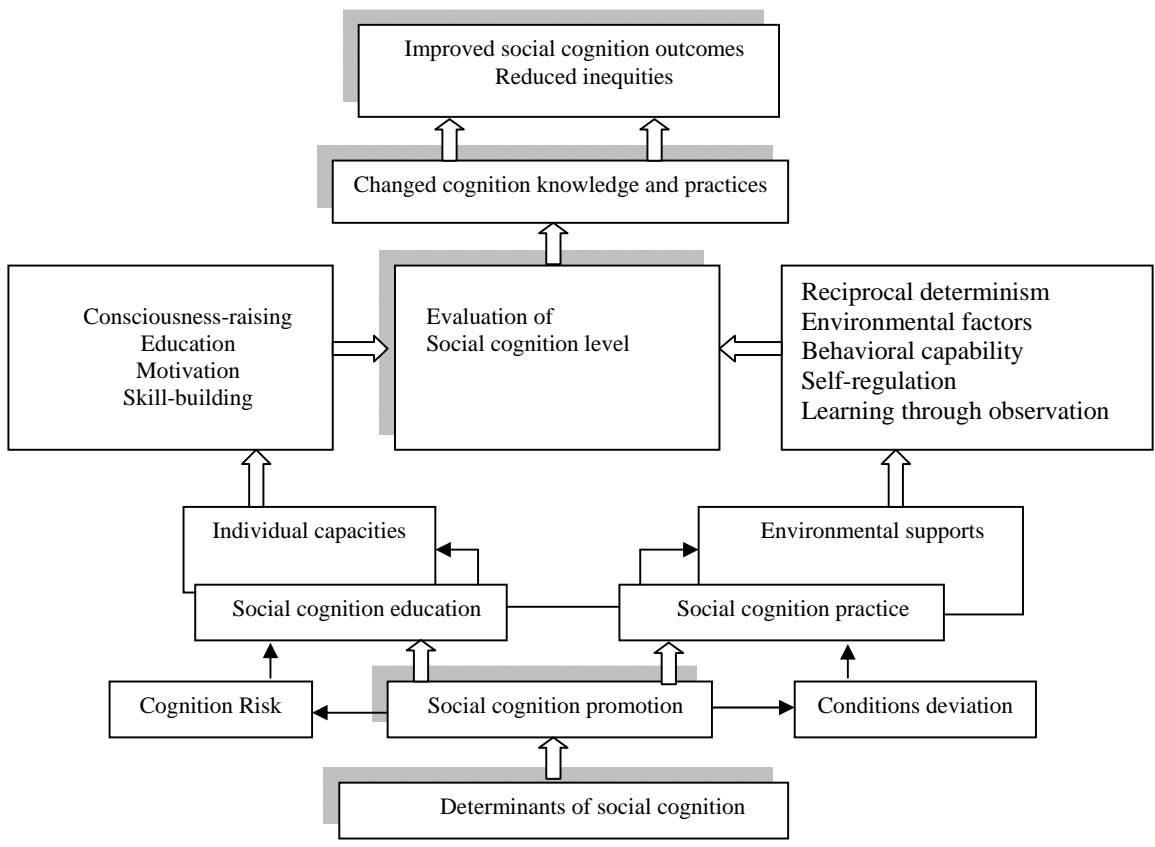 Improved social cognition outcomes
Reduced inequities
Changed cognition knowledge and practices
Consciousness-raising
Education
Motivation
Skill-building
Evaluation of
Social cognition level
Reciprocal determinism
Environmental factors
Behavioral capability
Self-regulation
Learning through observation
Individual capacities
Environmental supports
Social cognition education
Social cognition practice
Cognition Risk
Social cognition promotion
Conditions deviation
Determinants of social cognition